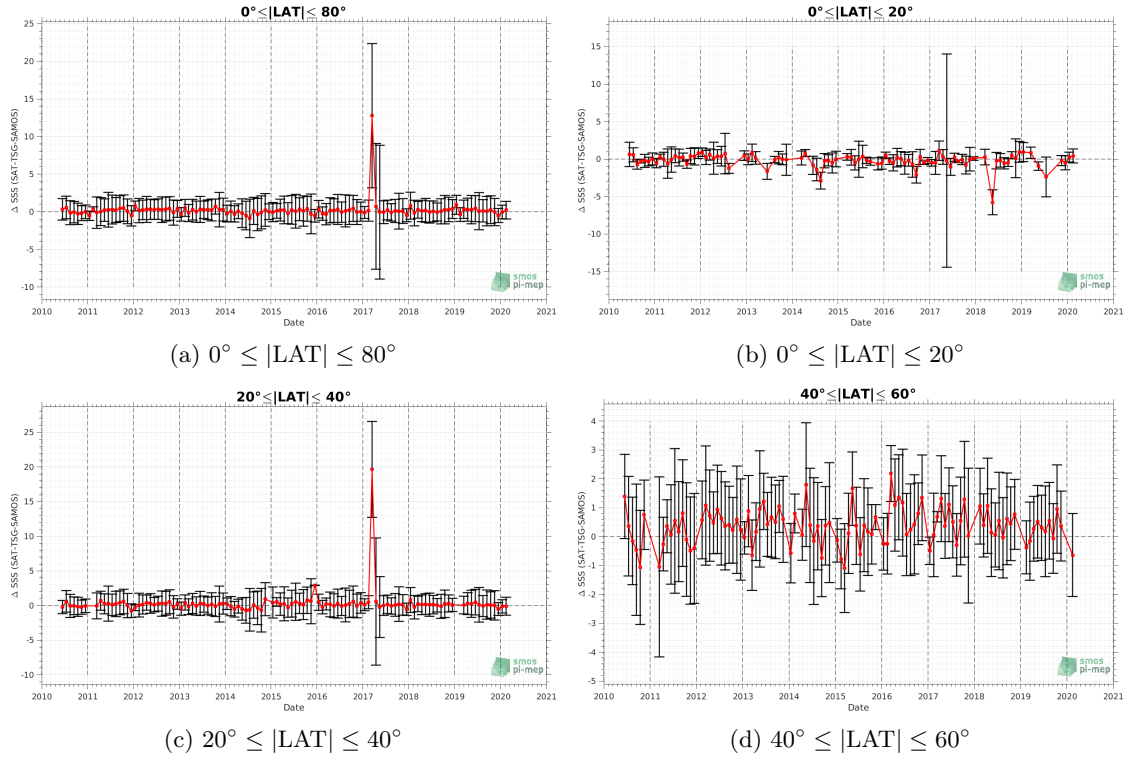 0°≤|LAT|≤ 80°
Δ SSS (SAT-TSG-SAMOS)
25
20
15
10
5
0
-5
-10
2010 2011 2012 2013 2014 2015 2016 2017 2018 2019 2020 2021
Date
smos
pi-mep
(a) 0° ≤ |LAT| ≤ 80°
0°≤|LAT|≤ 20°
Δ SSS (SAT-TSG-SAMOS)
15
10
5
0
-5
-10
-15
2010 2011 2012 2013 2014 2015 2016 2017 2018 2019 2020 2021
Date
smos
pi-mep
(b) 0° ≤ |LAT| ≤ 20°
20°≤|LAT|≤ 40°
Δ SSS (SAT-TSG-SAMOS)
25
20
15
10
5
0
-5
-10
2010 2011 2012 2013 2014 2015 2016 2017 2018 2019 2020 2021
Date
smos
pi-mep
(c) 20° ≤ |LAT| ≤ 40°
40°≤|LAT|≤ 60°
Δ SSS (SAT-TSG-SAMOS)
4
3
2
1
0
-1
-2
-3
-4
-5
2010 2011 2012 2013 2014 2015 2016 2017 2018 2019 2020 2021
Date
smos
pi-mep
(d) 40° ≤ |LAT| ≤ 60°